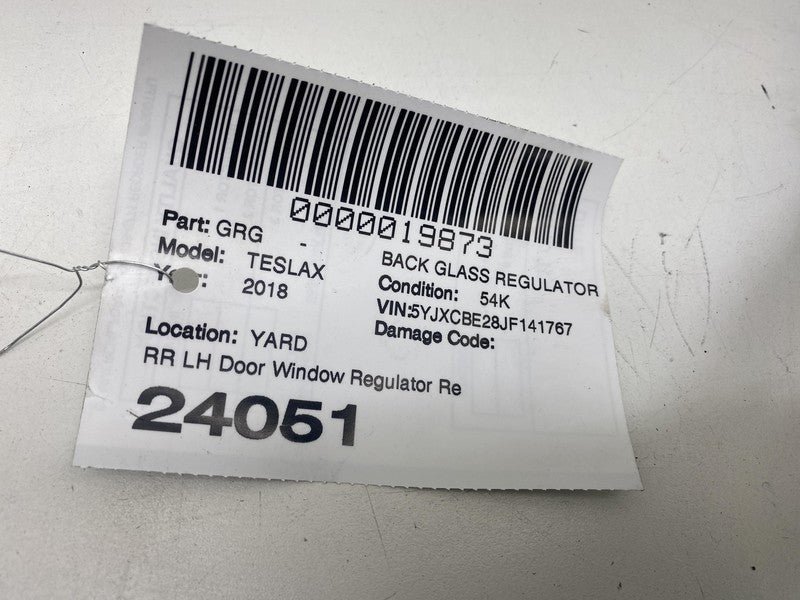 0000019873
Part: GRG - BACK GLASS REGULATOR
Model: TESLAX Condition: 54K
Year: 2018 VIN:5YJXCBE28JF141767
Damage Code:
Location: YARD
RR LH Door Window Regulator Re
24051